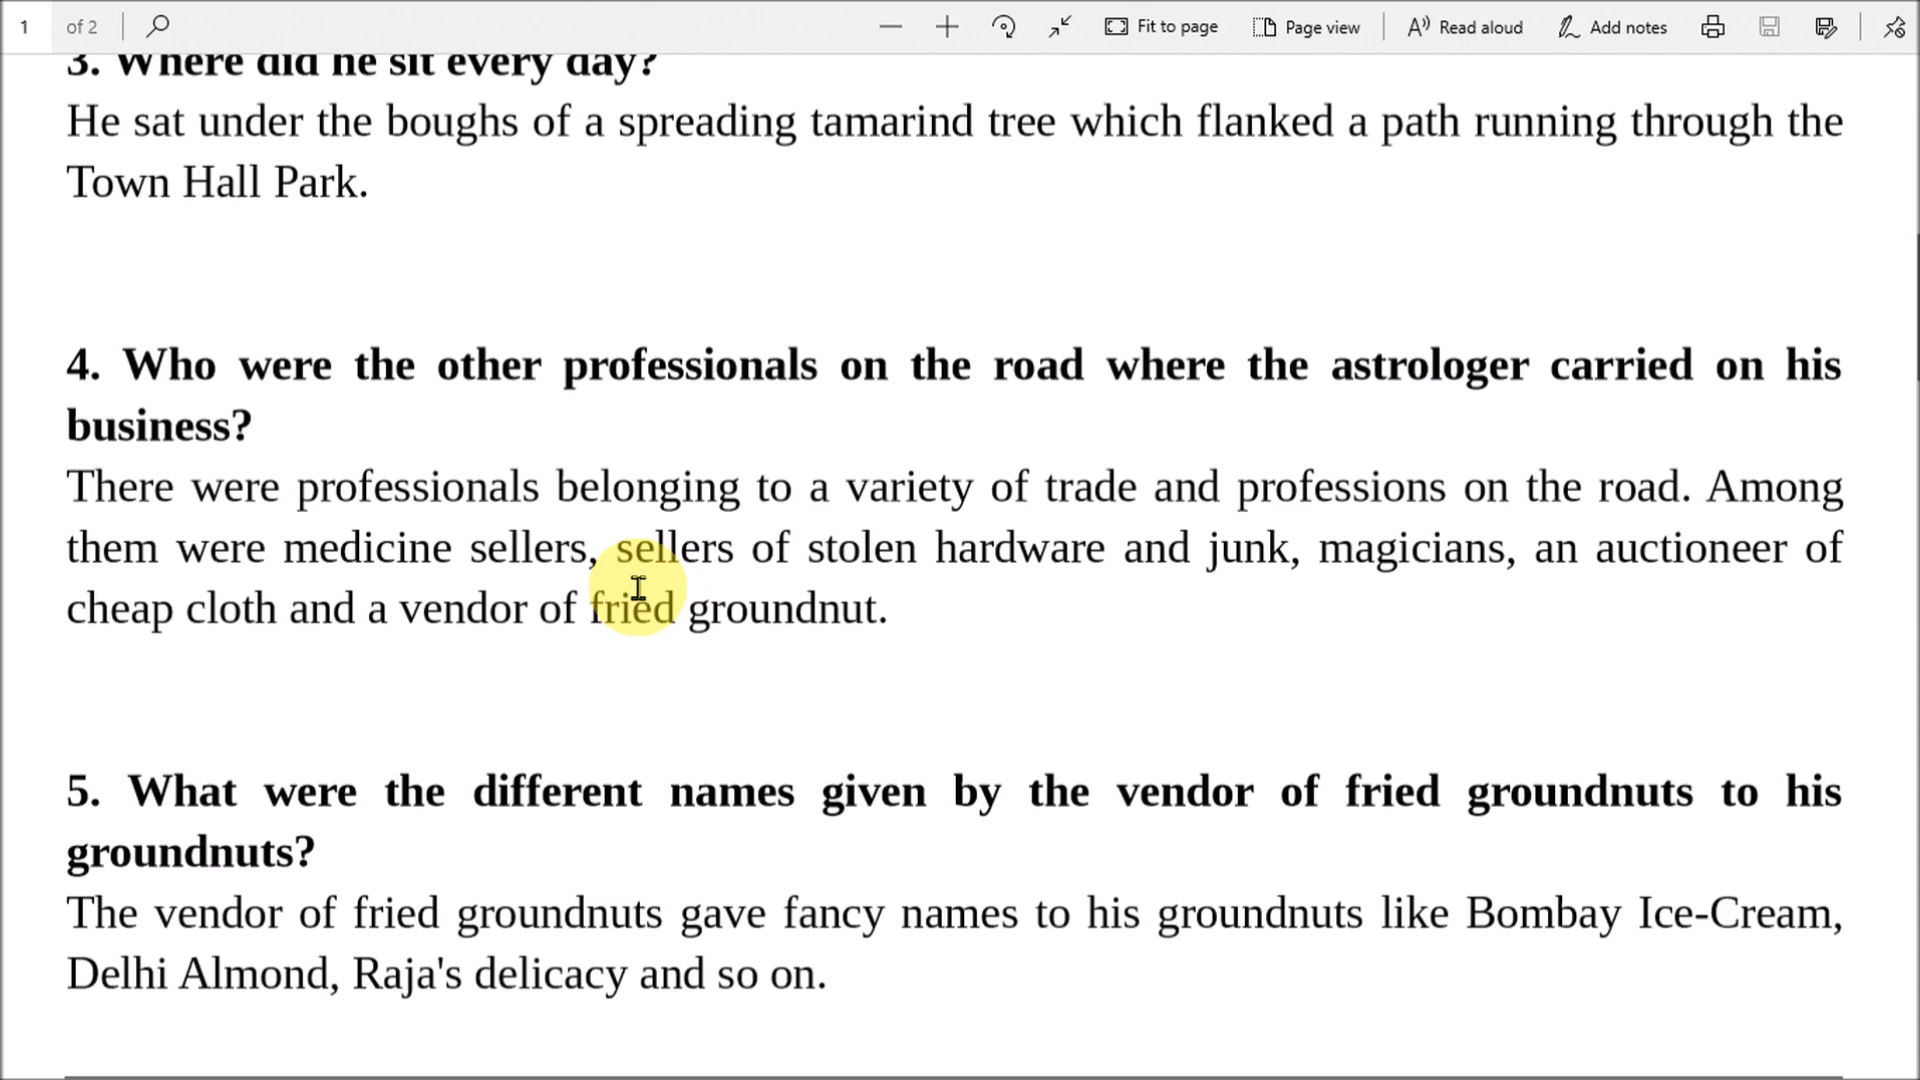 1 of 2 Fit to page Page view Read aloud Add notes
3. Where did he sit every day?
He sat under the boughs of a spreading tamarind tree which flanked a path running through the
Town Hall Park.
4. Who were the other professionals on the road where the astrologer carried on his
business?
There were professionals belonging to a variety of trade and professions on the road. Among
them were medicine sellers, sellers of stolen hardware and junk, magicians, an auctioneer of
cheap cloth and a vendor of fried groundnut.
5. What were the different names given by the vendor of fried groundnuts to his
groundnuts?
The vendor of fried groundnuts gave fancy names to his groundnuts like Bombay Ice-Cream,
Delhi Almond, Raja's delicacy and so on.